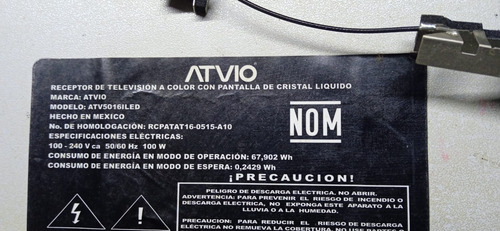 ATVIO
RECEPTOR DE TELEVISIÓN A COLOR CON PANTALLA DE CRISTAL LIQUIDO
MARCA: ATVIO
MODELO: ATV5016ILED
HECHO EN MEXICO
No. DE HOMOLOGACIÓN: RCPATAT16-0515-A10
ESPECIFICACIONES ELÉCTRICAS:
100 - 240 V ca 50/60 Hz 100 W
CONSUMO DE ENERGÍA EN MODO DE OPERACIÓN: 67,902 Wh
CONSUMO DE ENERGÍA EN MODO DE ESPERA: 0,2429 Wh
NOM
¡PRECAUCION!
PELIGRO DE DESCARGA ELECTRICA. NO ABRIR.
ADVERTENCIA: PARA PREVENIR EL RIESGO DE INCENDIO O
DESCARGA ELECTRICA, NO EXPONGA ESTE APARATO A LA
LLUVIA O A LA HUMEDAD.
PRECAUCION: PARA REDUCIR EL RIESGO DE DESCARGA
ELECTRICA NO REMUEVA LA COBERTURA. NO USE PARTES